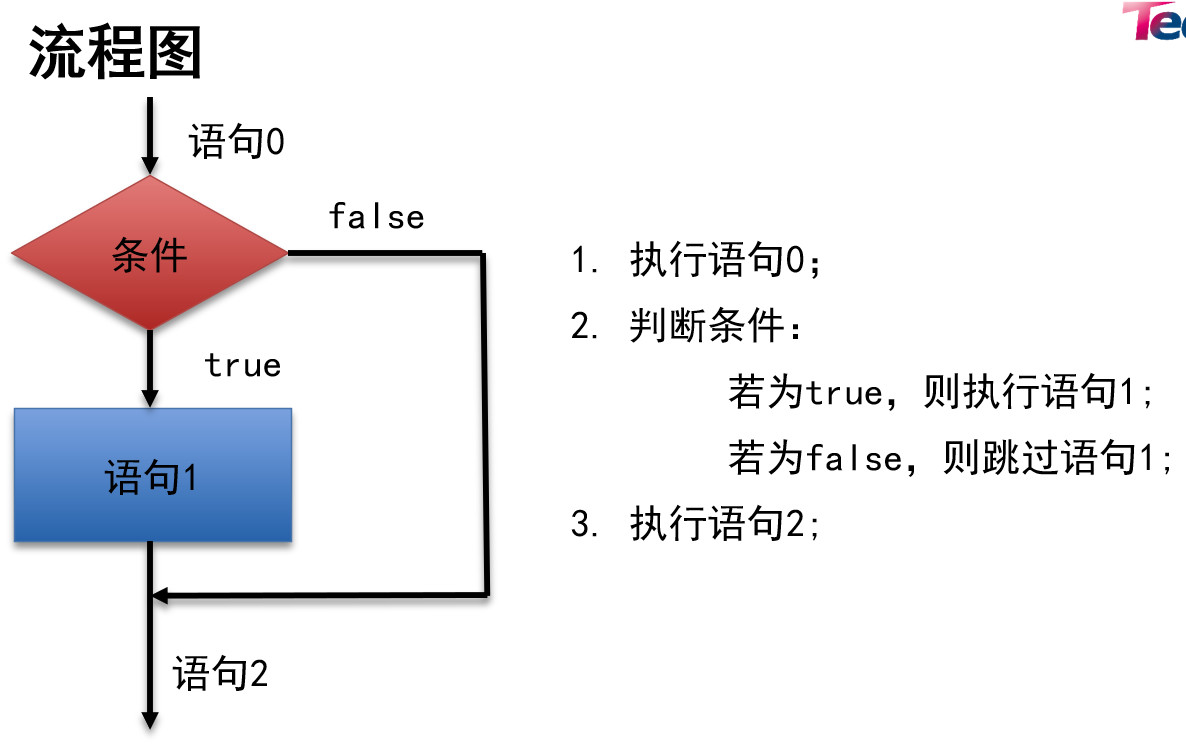 流程图
语句0
条件
false
true
语句1
语句2
1. 执行语句0;
2. 判断条件:
若为true，则执行语句1;
若为false，则跳过语句1;
3. 执行语句2;